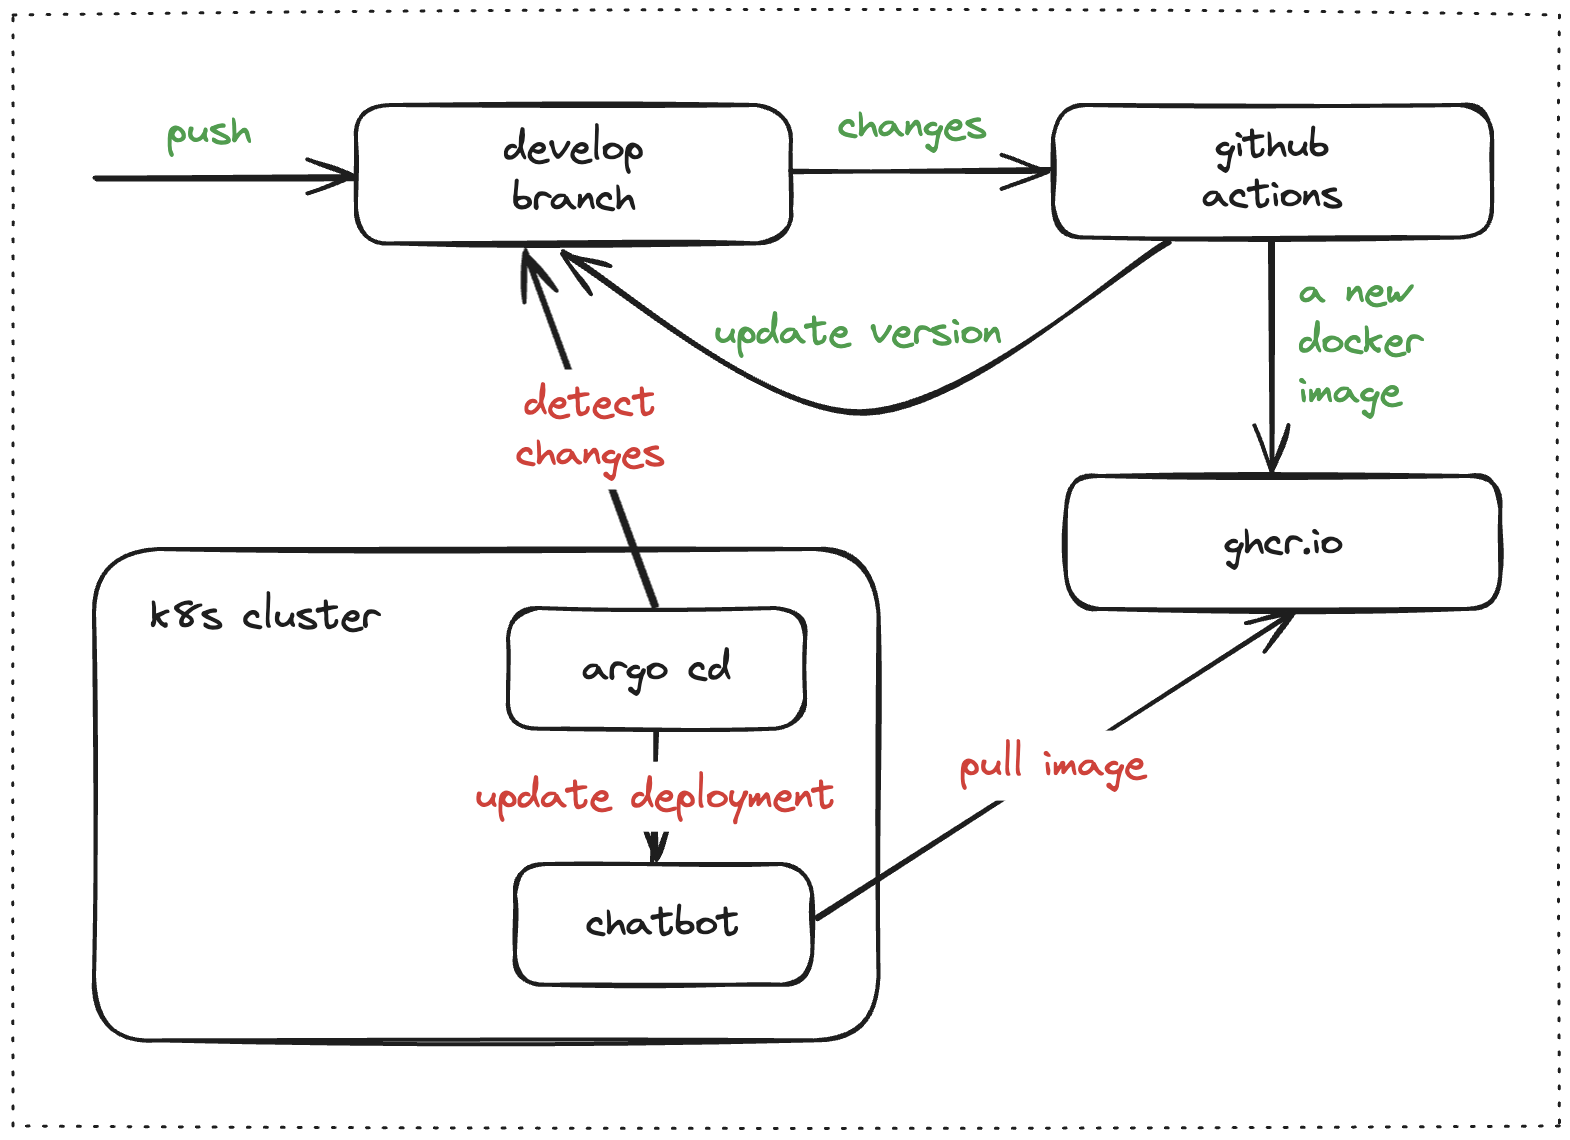 push
develop
branch
changes
github
actions
update version
a new
docker
image
detect
changes
ghcr.io
k8s cluster
argo cd
update deployment
pull image
chatbot